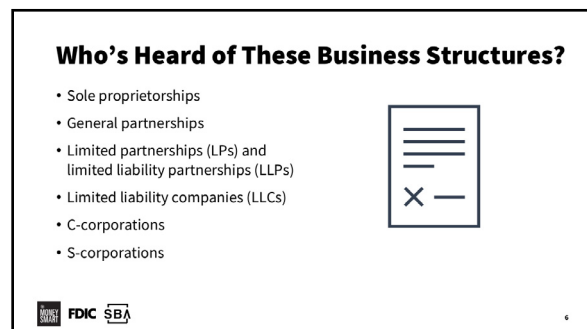 Who’s Heard of These Business Structures?
• Sole proprietorships
• General partnerships
• Limited partnerships (LPs) and
limited liability partnerships (LLPs)
• Limited liability companies (LLCs)
• C-corporations
• S-corporations
MONEY
SMART
FDIC
SBA
6